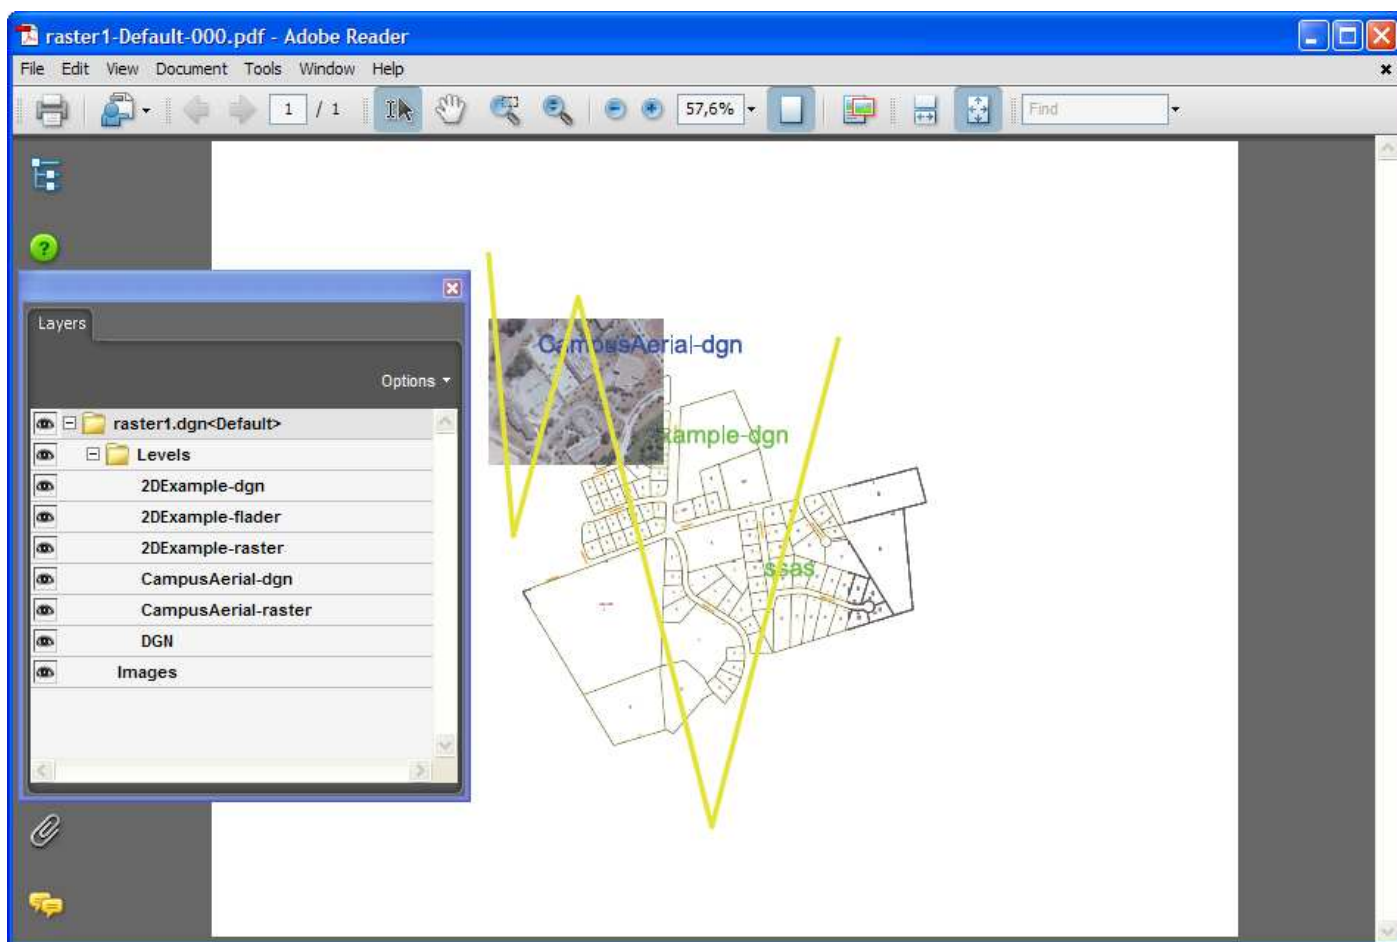 raster1-Default-000.pdf - Adobe Reader
File Edit View Document Tools Window Help
1 / 1 57,6% Find
Layers
Options
raster1.dgn<Default>
Levels
2DExample-dgn
2DExample-flader
2DExample-raster
CampusAerial-dgn
CampusAerial-raster
DGN
Images
CampusAerial-dgn
xample-dgn
ssas